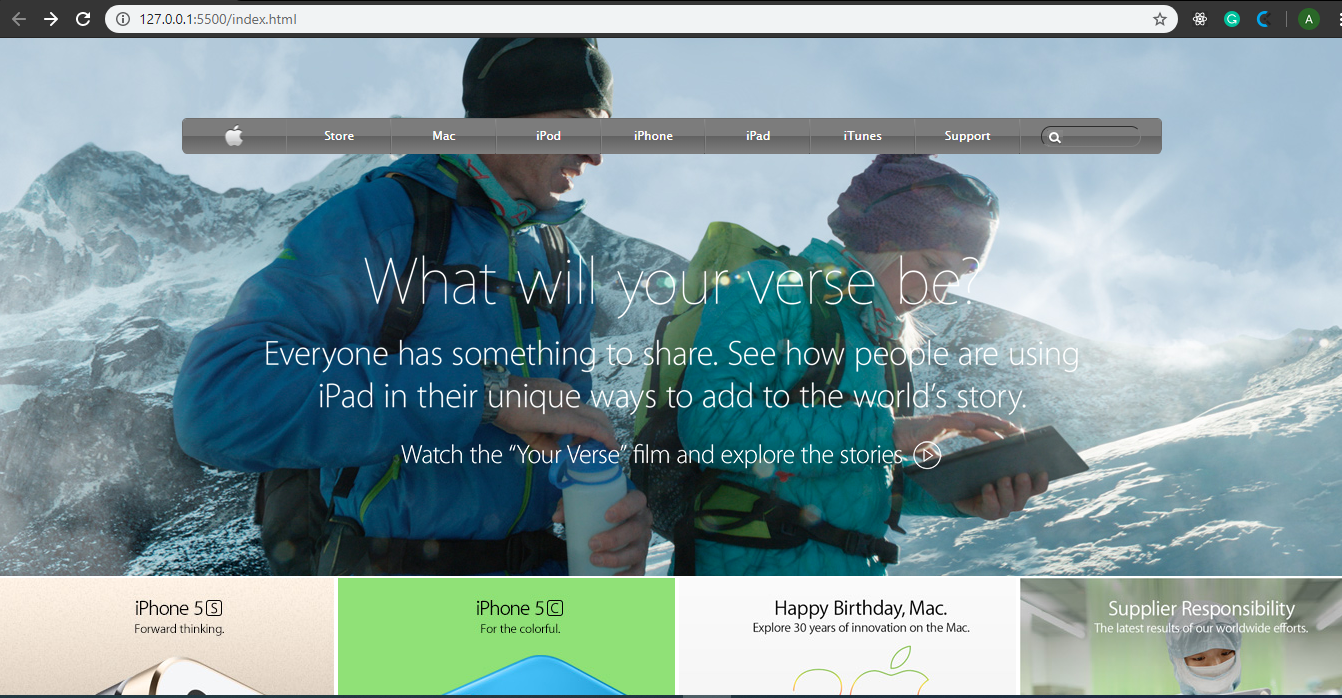 127.0.0.1:5500/index.html
A
Store Mac iPod iPhone iPad iTunes Support
What will your verse be?
Everyone has something to share. See how people are using
iPad in their unique ways to add to the world's story.
Watch the “Your Verse” film and explore the stories
iPhone 5S
Forward thinking.
iPhone 5C
For the colorful.
Happy Birthday, Mac.
Explore 30 years of innovation on the Mac.
Supplier Responsibility
The latest results of our worldwide efforts.